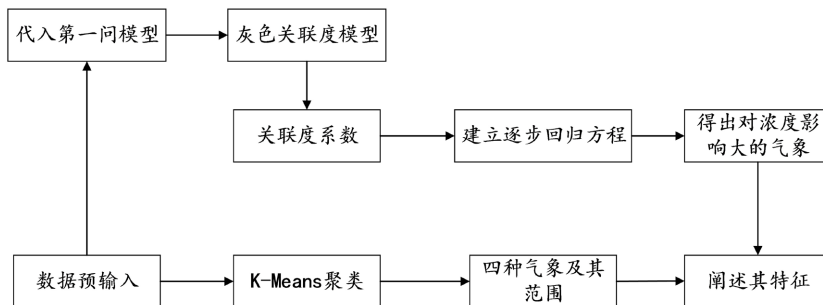 代入第一问模型
灰色关联度模型
关联度系数
建立逐步回归方程
得出对浓度影
响大的气象
数据预输入
K-Means聚类
四种气象及其
范围
阐述其特征